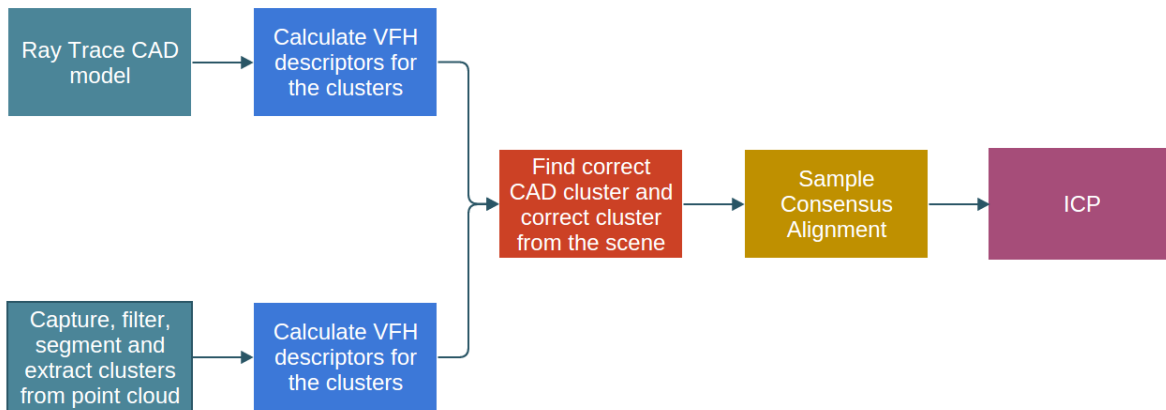 Ray Trace CAD
model
Calculate VFH
descriptors for
the clusters
Find correct
CAD cluster and
correct cluster
from the scene
Sample
Consensus
Alignment
ICP
Capture, filter,
segment and
extract clusters
from point cloud
Calculate VFH
descriptors for
the clusters